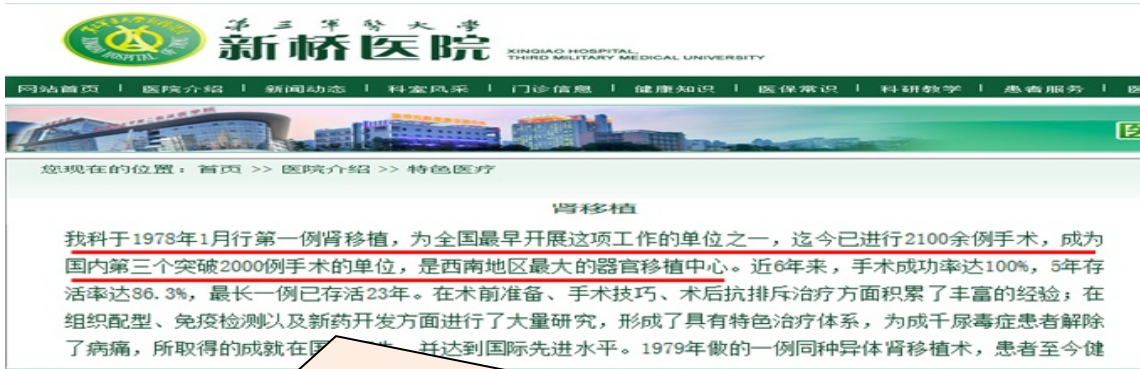 第三军医大学
新桥医院
XINQIAO HOSPITAL,
THIRD MILITARY MEDICAL UNIVERSITY
网站首页 | 医院介绍 | 新闻动态 | 科室风采 | 门诊信息 | 健康知识 | 医保常识 | 科研教学 | 患者服务 |
您现在的位置：首页 >> 医院介绍 >> 特色医疗
肾移植
我科于1978年1月行第一例肾移植，为全国最早开展这项工作的单位之一，迄今已进行2100余例手术，成为
国内第三个突破2000例手术的单位，是西南地区最大的器官移植中心。近6年来，手术成功率达100%，5年存
活率达86.3%，最长一例已存活23年。在术前准备、手术技巧、术后抗排斥治疗方面积累了丰富的经验；在
组织配型、免疫检测以及新药开发方面进行了大量研究，形成了具有特色治疗体系，为成千尿毒症患者解除
了病痛，所取得的成就在国 并达到国际先进水平。1979年做的一例同种异体肾移植术，患者至今健